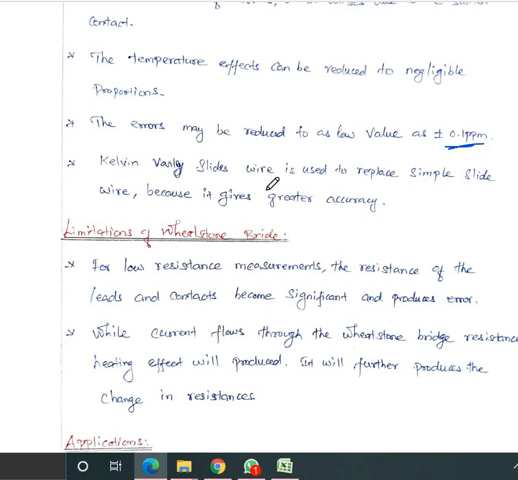 Contact.
* The temperature effects can be reduced to negligible
Proportions.
* The errors may be reduced to as low value as ± 0.1ppm.
* Kelvin Varly Slides wire is used to replace simple slide
wire, because it gives greater accuracy.
Limitations of Wheatstone Bride:
* For low resistance measurements, the resistance of the
leads and contacts become significant and produces error.
* While current flows through the wheatstone bridge resistance
heating effect will produced. It will further produces the
change in resistances
Applications:
1